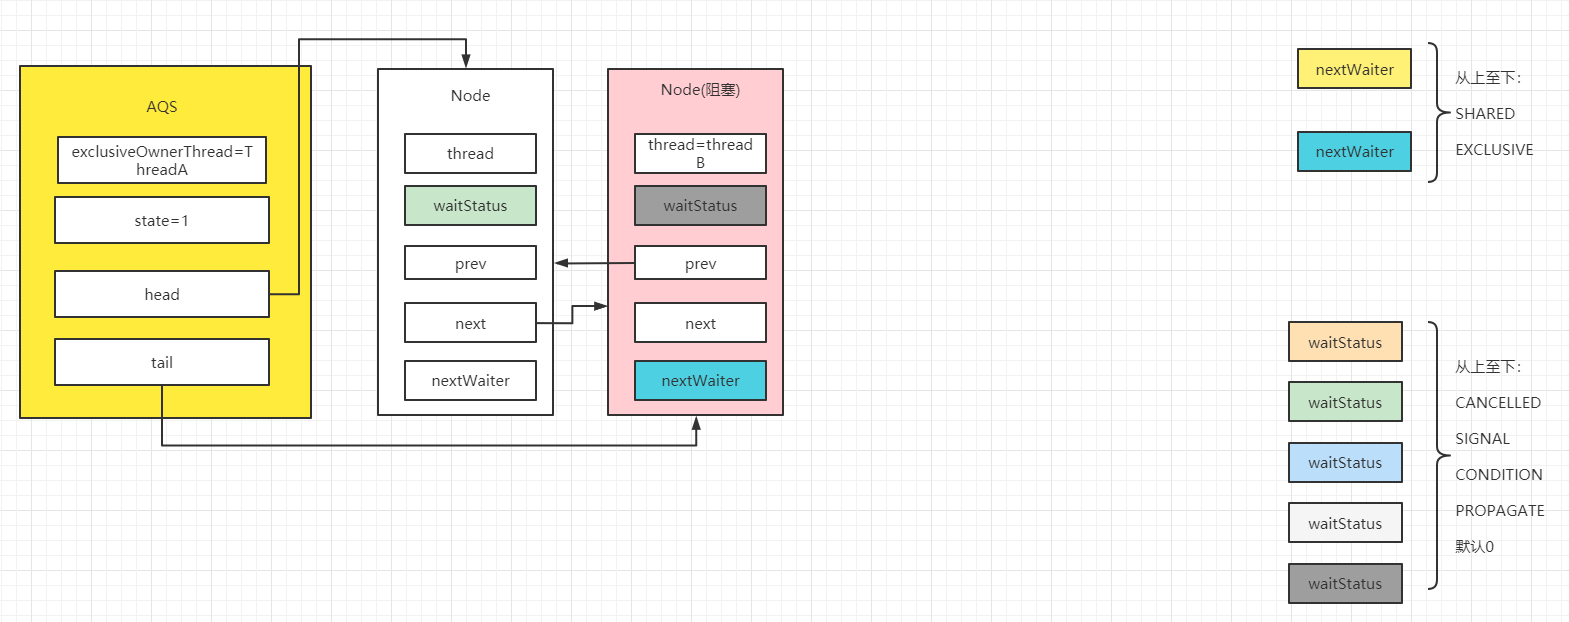 AQS
exclusiveOwnerThread=T
hreadA
state=1
head
tail
Node
thread
waitStatus
prev
next
nextWaiter
Node(阻塞)
thread=thread
B
waitStatus
prev
next
nextWaiter
nextWaiter
nextWaiter
从上至下:
SHARED
EXCLUSIVE
waitStatus
waitStatus
waitStatus
waitStatus
waitStatus
从上至下:
CANCELLED
SIGNAL
CONDITION
PROPAGATE
默认0